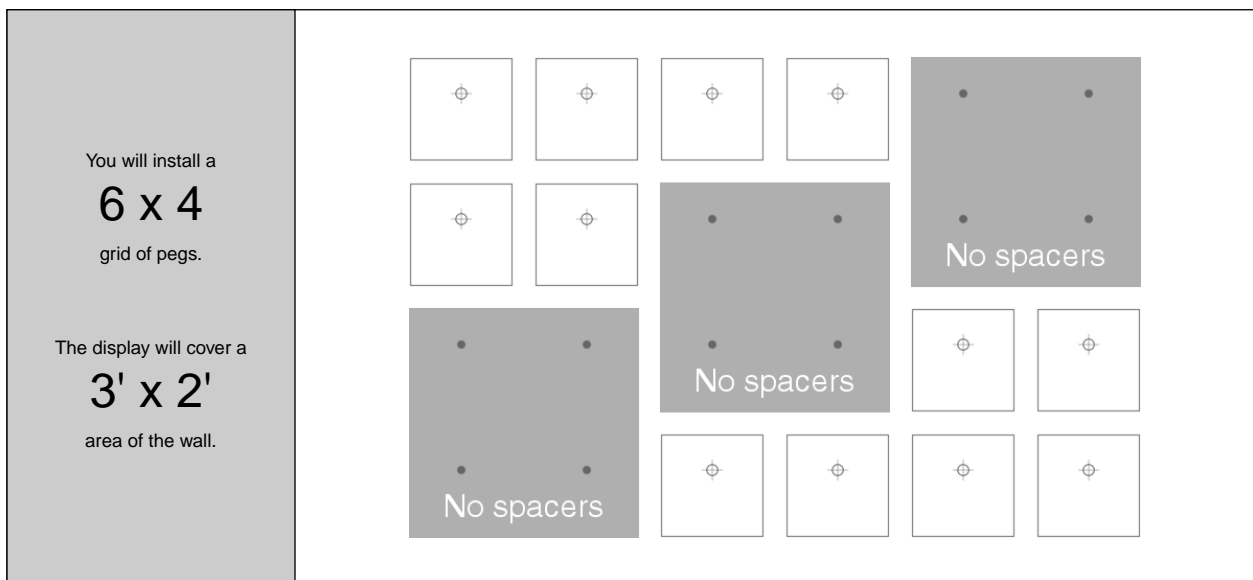 You will install a
6 x 4
grid of pegs.
The display will cover a
3' x 2'
area of the wall.
No spacers
No spacers
No spacers